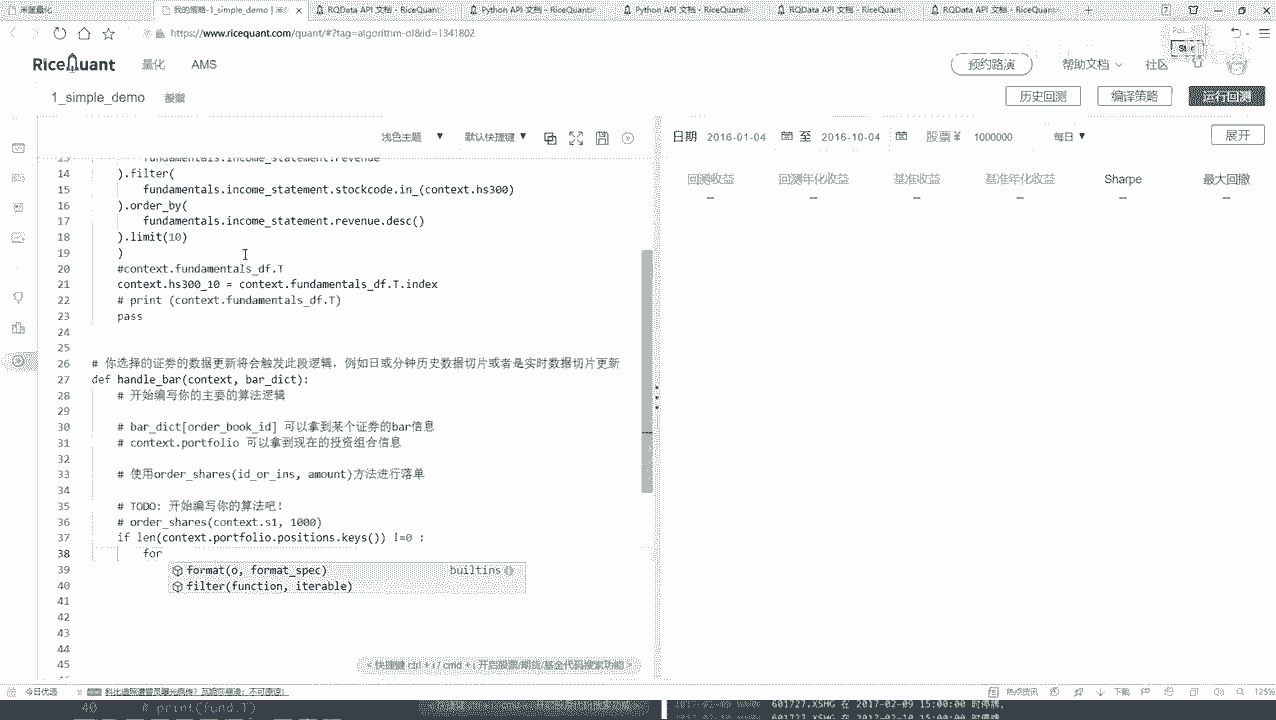 米筐量化
我的策略-1_simple_demo
RQData API 文档 - RiceQuant
Python API 文档 - RiceQuant
Python API 文档 - RiceQuant
RQData API 文档 - RiceQuant
RQData API 文档 - RiceQuant
https://www.ricequant.com/quant/#?tag=algorithm-ol&id=1341802
RiceQuant 量化 AMS 预约路演 帮助文档 社区
1_simple_demo 历史回测 编译策略 运行回测
浅色主题 默认快捷键 日期 2016-01-04 至 2016-10-04 股票¥ 1000000 每日 展开
回测收益 回测年化收益 基准收益 基准年化收益 Sharpe 最大回撤
-- -- -- -- -- --
13 fundamentals.income_statement.revenue
14 ).filter(
15 fundamentals.income_statement.stockcode.in_(context.hs300)
16 ).order_by(
17 fundamentals.income_statement.revenue.desc()
18 ).limit(10)
19 )
20 #context.fundamentals_df.T
21 context.hs300_10 = context.fundamentals_df.T.index
22 # print (context.fundamentals_df.T)
23 pass
24
25
26 # 你选择的证券的数据更新将会触发此段逻辑，例如日或分钟历史数据切片或者是实时数据切片更新
27 def handle_bar(context, bar_dict):
28 # 开始编写你的主要的算法逻辑
29
30 # bar_dict[order_book_id] 可以拿到某个证券的bar信息
31 # context.portfolio 可以拿到现在的投资组合信息
32
33 # 使用order_shares(id_or_ins, amount)方法进行落单
34
35 # TODO: 开始编写你的算法吧!
36 # order_shares(context.s1, 1000)
37 if len(context.portfolio.positions.keys()) !=0 :
38 for
39 format(o, format_spec) builtins
40 filter(function, iterable)
41
42
43
44
45
< 快捷键 ctrl + i / cmd + i 开启股票/期货/基金代码搜索功能 >
今日优选 热点资讯 下载 125%
40 # print(fund.T)
601727.XSHG 在 2017-02-09 15:00:00 时停牌,
601727.XSHG 在 2017-02-10 15:00:00 时停牌,